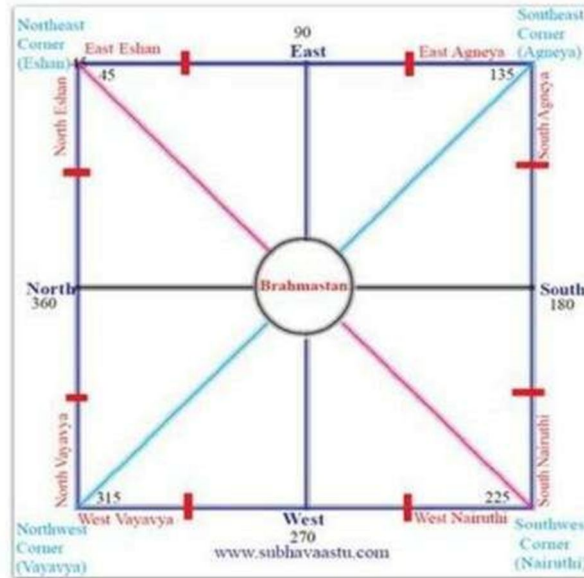 Northeast
Corner
(Eshan)
East Eshan
90
East
East Agneya
Southeast
Corner
(Agneya)
45
45
135
North Eshan
South Agneya
North
360
Brahmastan
South
180
North Vayavya
South Nairuthi
315
225
West Vayavya
West
270
West Nairuthi
Northwest
Corner
(Vayavya)
www.subhavaastu.com
Southwest
Corner
(Nairuthi)